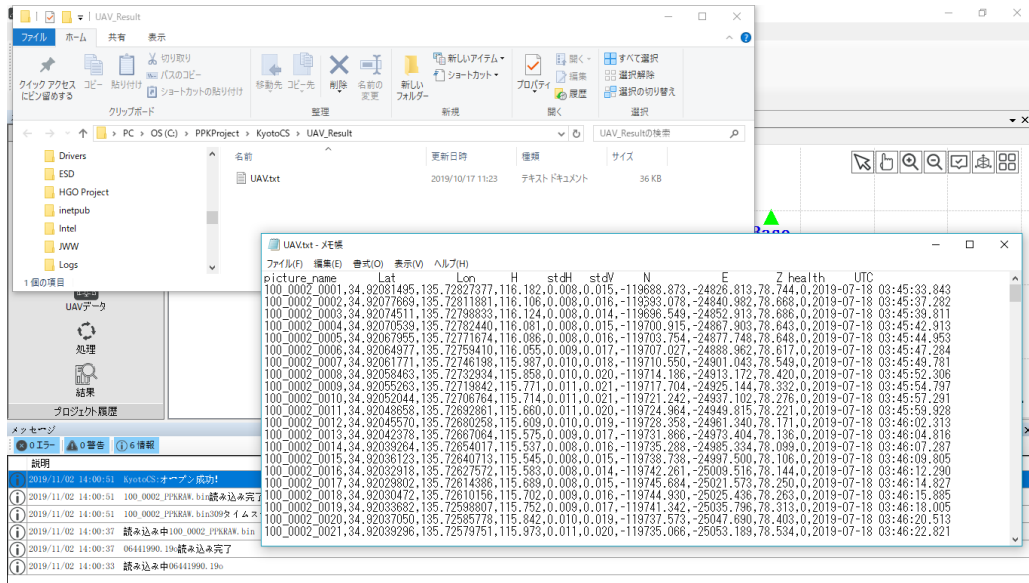 UAV_Result
ファイル ホーム 共有 表示
クイック アクセスにピン留めする
コピー
貼り付け
切り取り
パスのコピー
ショートカットの貼り付け
移動先 コピー先 削除 名前の変更
新しいフォルダー
新しいアイテム
ショートカット
プロパティ
開く
編集
履歴
すべて選択
選択解除
選択の切り替え
クリップボード 整理 新規 開く 選択
PC > OS (C:) > PPKProject > KyotoCS > UAV_Result
UAV_Resultの検索
Drivers
ESD
HGO Project
inetpub
Intel
JWW
Logs
名前 更新日時 種類 サイズ
UAV.txt 2019/10/17 11:23 テキスト ドキュメント 36 KB
1 個の項目
UAV.txt - メモ帳
ファイル(F) 編集(E) 書式(O) 表示(V) ヘルプ(H)
picture_name Lat Lon H stdH stdV N E Z health UTC
100_0002_0001,34.92081495,135.72827377,116.182,0.008,0.015,-119688.873,-24826.813,78.744,0,2019-07-18 03:45:33.843
100_0002_0002,34.92077669,135.72811881,116.106,0.008,0.016,-119693.078,-24840.982,78.668,0,2019-07-18 03:45:37.282
100_0002_0003,34.92074511,135.72798833,116.124,0.008,0.014,-119696.549,-24852.913,78.686,0,2019-07-18 03:45:39.811
100_0002_0004,34.92070539,135.72782440,116.081,0.008,0.015,-119700.915,-24867.903,78.643,0,2019-07-18 03:45:42.913
100_0002_0005,34.92067955,135.72771674,116.086,0.008,0.016,-119703.754,-24877.748,78.648,0,2019-07-18 03:45:44.953
100_0002_0006,34.92064977,135.72759410,116.055,0.009,0.017,-119707.027,-24888.962,78.617,0,2019-07-18 03:45:47.284
100_0002_0007,34.92061771,135.72746198,115.987,0.010,0.018,-119710.550,-24901.043,78.549,0,2019-07-18 03:45:49.781
100_0002_0008,34.92058463,135.72732934,115.858,0.010,0.020,-119714.186,-24913.172,78.420,0,2019-07-18 03:45:52.306
100_0002_0009,34.92055263,135.72719842,115.771,0.011,0.021,-119717.704,-24925.144,78.332,0,2019-07-18 03:45:54.797
100_0002_0010,34.92052044,135.72706764,115.714,0.011,0.021,-119721.242,-24937.102,78.276,0,2019-07-18 03:45:57.291
100_0002_0011,34.92048658,135.72692861,115.660,0.011,0.020,-119724.964,-24949.815,78.221,0,2019-07-18 03:45:59.928
100_0002_0012,34.92045570,135.72680258,115.609,0.010,0.019,-119728.358,-24961.340,78.171,0,2019-07-18 03:46:02.313
100_0002_0013,34.92042378,135.72667064,115.575,0.009,0.017,-119731.866,-24973.404,78.136,0,2019-07-18 03:46:04.816
100_0002_0014,34.92039264,135.72654017,115.537,0.008,0.016,-119735.288,-24985.334,78.099,0,2019-07-18 03:46:07.287
100_0002_0015,34.92036123,135.72640713,115.545,0.008,0.015,-119738.738,-24997.500,78.106,0,2019-07-18 03:46:09.805
100_0002_0016,34.92032918,135.72627572,115.583,0.009,0.014,-119742.261,-25009.516,78.144,0,2019-07-18 03:46:12.290
100_0002_0017,34.92029802,135.72614386,115.689,0.008,0.015,-119745.684,-25021.573,78.250,0,2019-07-18 03:46:14.827
100_0002_0018,34.92030472,135.72610156,115.702,0.009,0.016,-119744.930,-25025.436,78.263,0,2019-07-18 03:46:15.885
100_0002_0019,34.92033682,135.72598807,115.752,0.009,0.017,-119741.342,-25035.796,78.313,0,2019-07-18 03:46:18.005
100_0002_0020,34.92037050,135.72585778,115.842,0.010,0.019,-119737.573,-25047.690,78.403,0,2019-07-18 03:46:20.513
100_0002_0021,34.92039296,135.72579751,115.973,0.011,0.020,-119735.066,-25053.189,78.534,0,2019-07-18 03:46:22.821
UAVデータ
処理
結果
プロジェクト履歴
メッセージ
0 エラー 0 警告 6 情報
説明
2019/11/02 14:00:51 KyotoCS:オープン成功!
2019/11/02 14:00:51 100_0002_PPKRAW.bin読み込み完了
2019/11/02 14:00:51 100_0002_PPKRAW.bin309タイムス
2019/11/02 14:00:37 読み込み中100_0002_PPKRAW.bin
2019/11/02 14:00:37 06441990.19o読み込み完了
2019/11/02 14:00:33 読み込み中06441990.19o